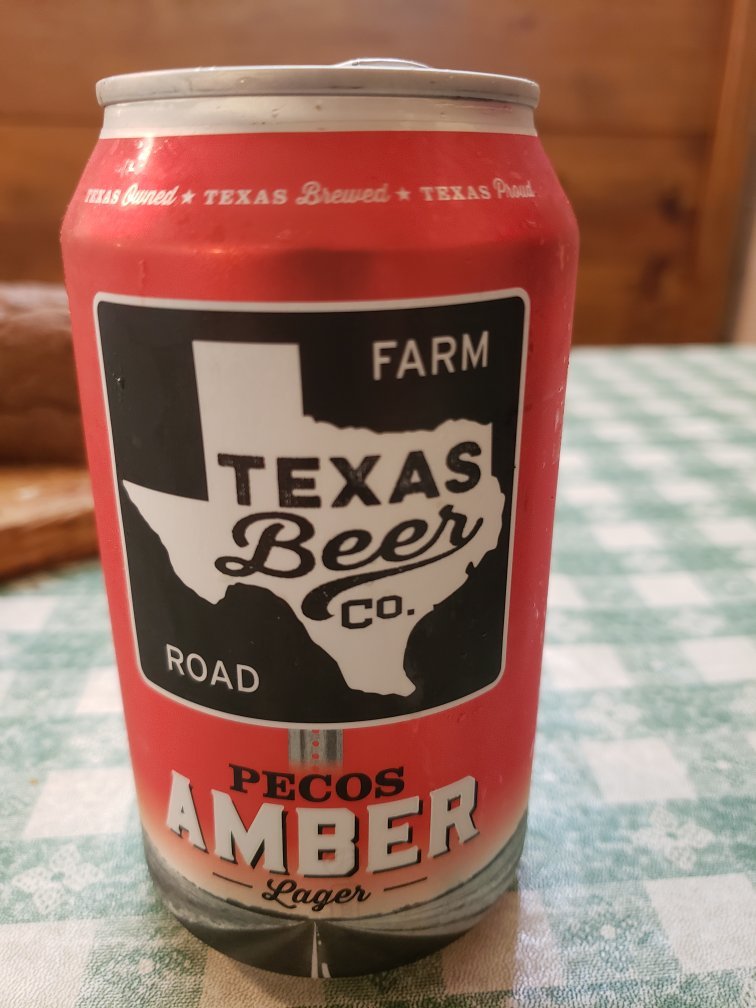 TEXAS Owned ★ TEXAS Brewed ★ TEXAS Proud
FARM
TEXAS
Beer
Co.
ROAD
PECOS
AMBER
Lager